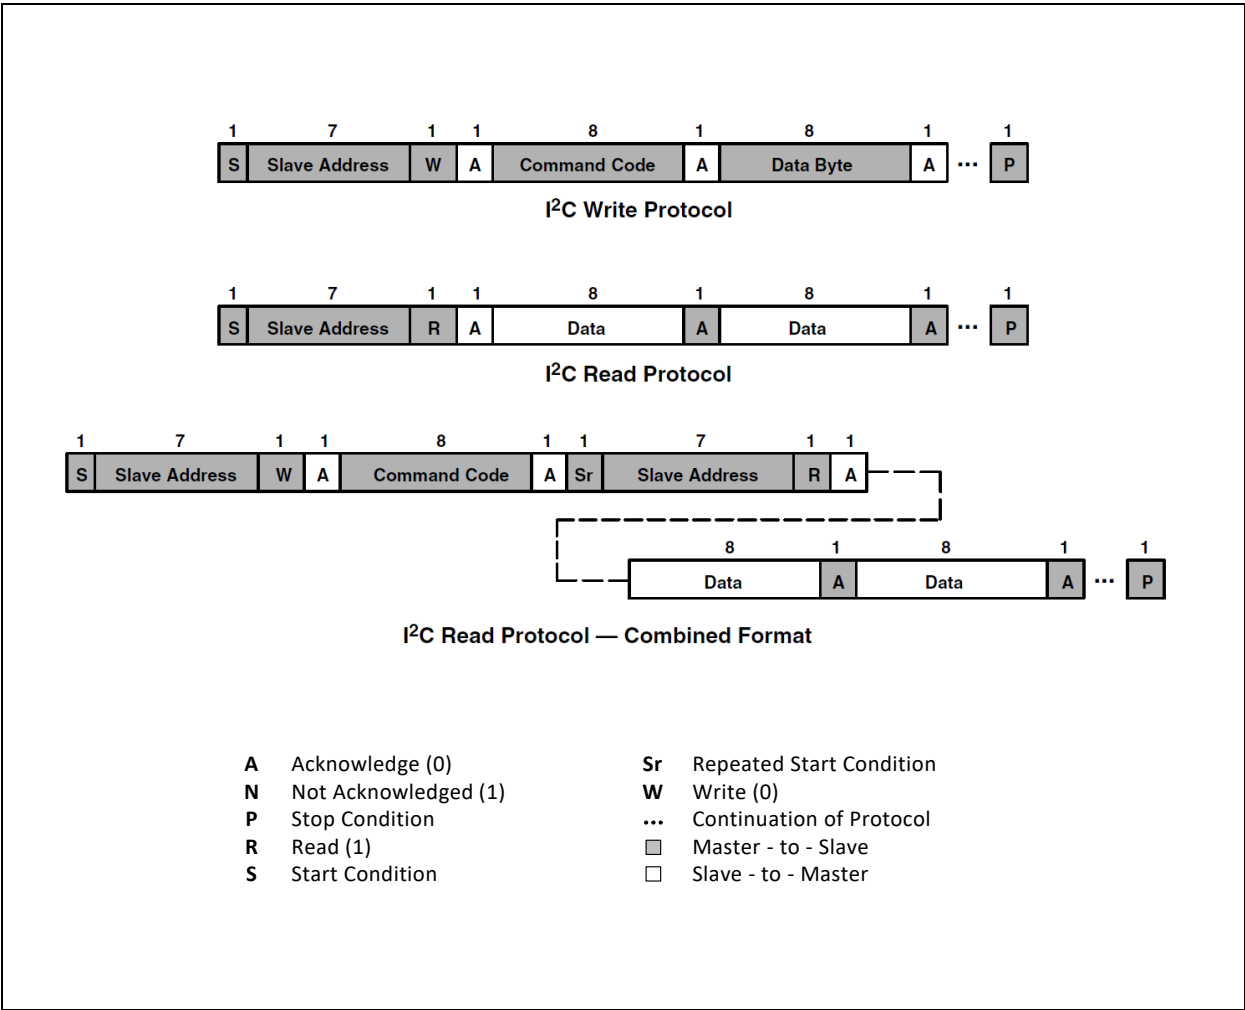 1 7 1 1 8 1 8 1 1
S Slave Address W A Command Code A Data Byte A ... P
I²C Write Protocol
1 7 1 1 8 1 8 1 1
S Slave Address R A Data A Data A ... P
I²C Read Protocol
1 7 1 1 8 1 1 7 1 1
S Slave Address W A Command Code A Sr Slave Address R A
8 1 8 1 1
Data A Data A ... P
I²C Read Protocol — Combined Format
A Acknowledge (0)
N Not Acknowledged (1)
P Stop Condition
R Read (1)
S Start Condition
Sr Repeated Start Condition
W Write (0)
... Continuation of Protocol
Master - to - Slave
Slave - to - Master